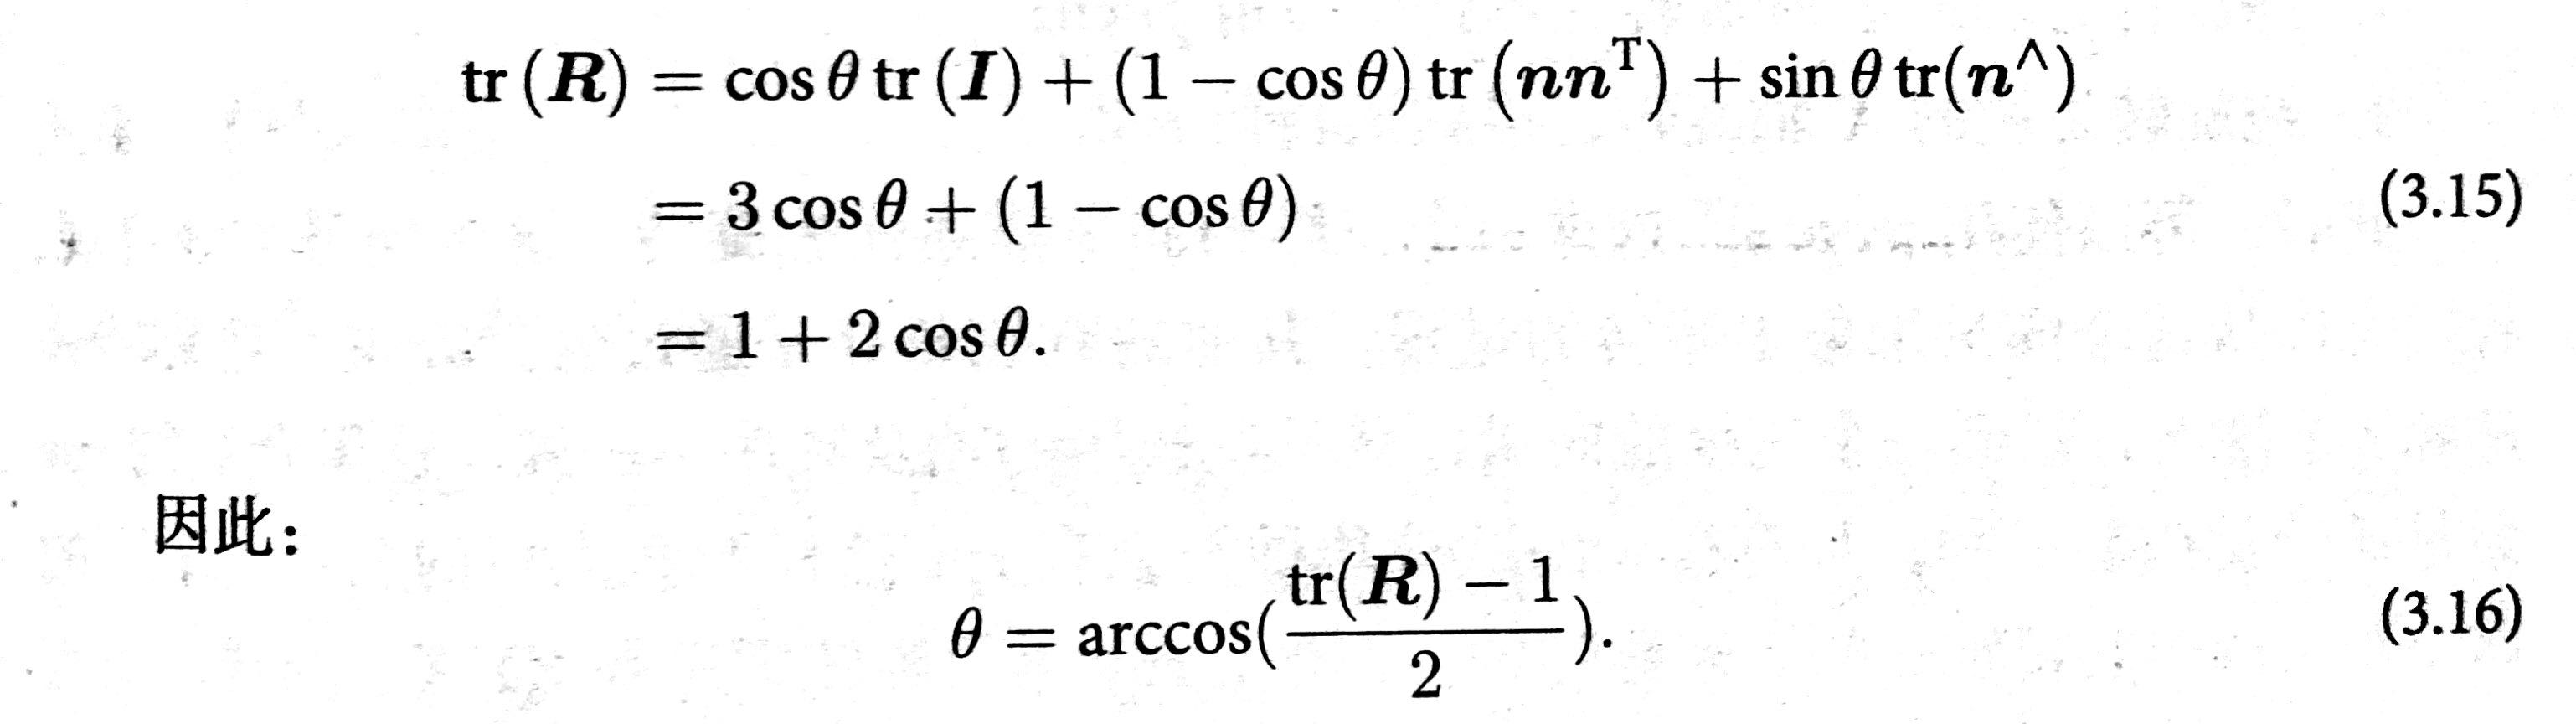 tr (R) = cos θ tr (I) + (1 − cos θ) tr (nnᵀ) + sin θ tr(n^)
= 3 cos θ + (1 − cos θ) (3.15)
= 1 + 2 cos θ.
因此：
θ = arccos((tr(R) − 1)/2). (3.16)